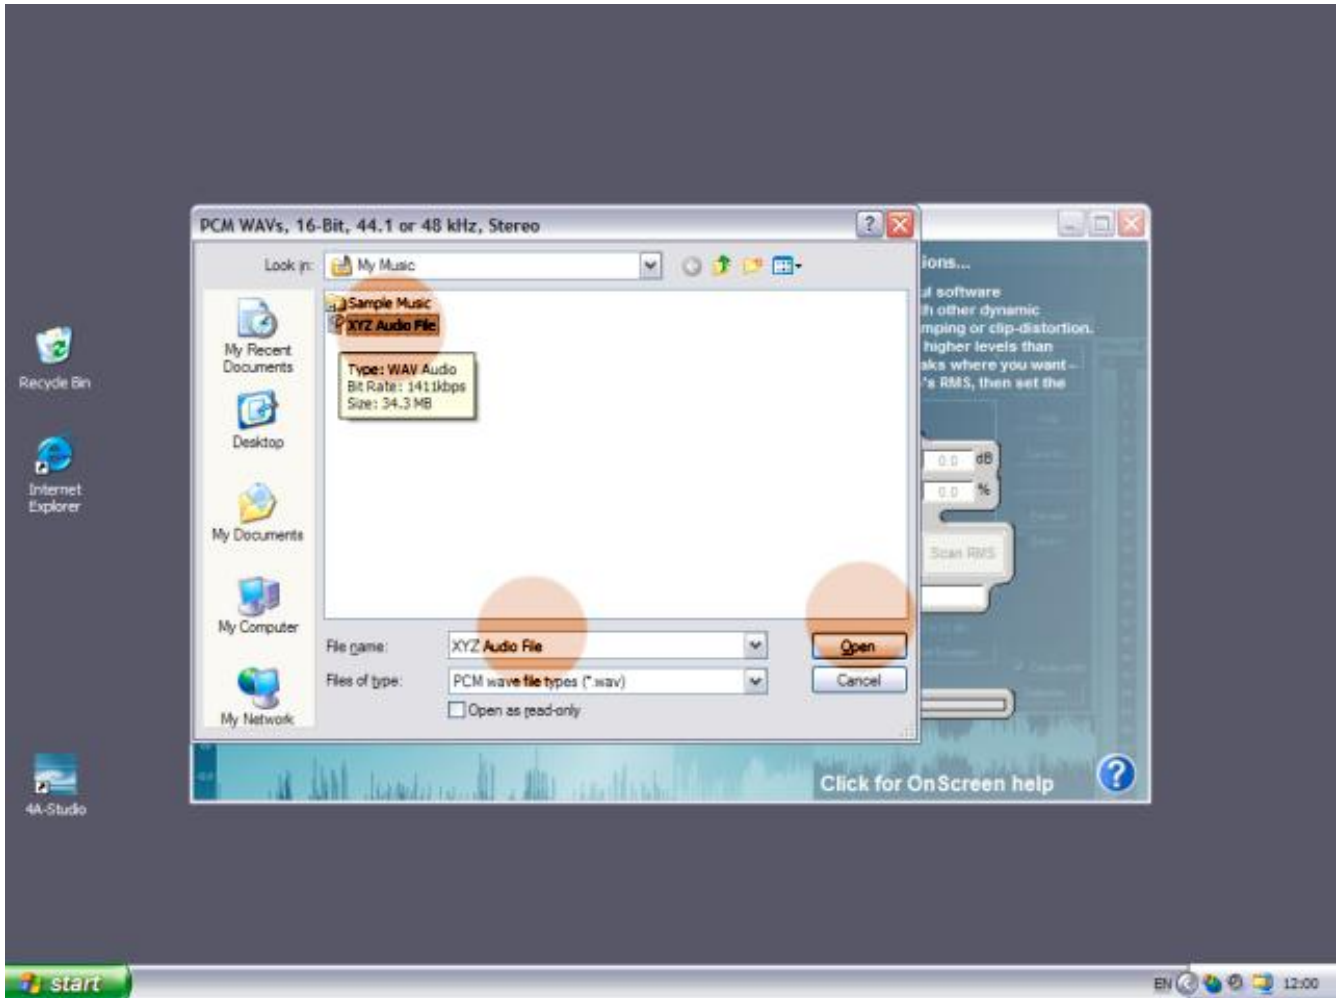 PCM WAVs, 16-Bit, 44.1 or 48 kHz, Stereo
Look in:
My Music
Sample Music
XYZ Audio File
Type: WAV Audio
Bit Rate: 1411kbps
Size: 34.3 MB
My Recent
Documents
Desktop
My Documents
My Computer
My Network
File name:
XYZ Audio File
Open
Files of type:
PCM wave file types (*.wav)
Cancel
Open as read-only
ions...
software
h other dynamic
mping or clip-distortion.
higher levels than
aks where you want –
's RMS, then set the
0.0 dB
0.0 %
Scan RMS
Click for OnScreen help
?
Recycle Bin
Internet
Explorer
4A-Studio
start
EN
12:00